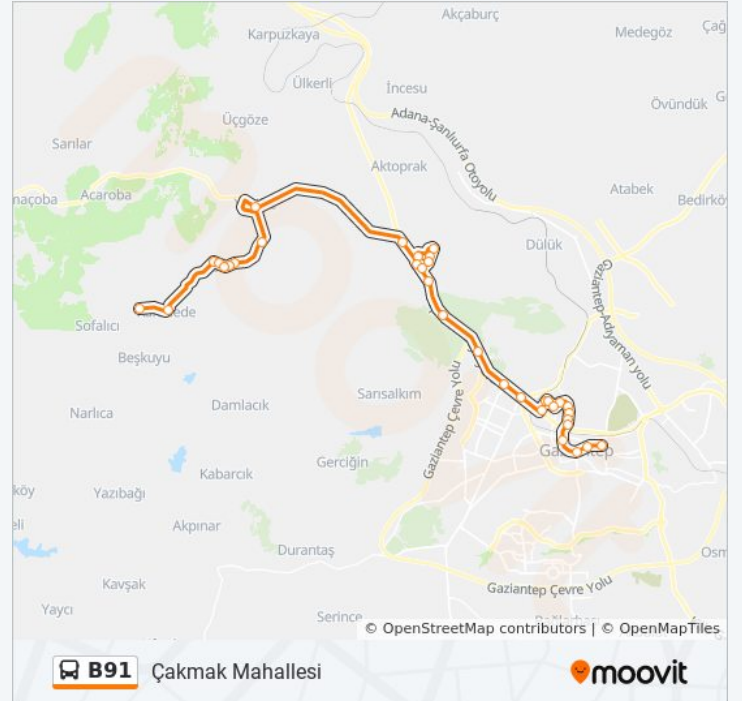 Akçaburç
Karpuzkaya
Medegöz
Çağ
Ülkerli
İncesu
Övündük
G
Üçgöze
Adana-Şanlıurfa Otoyolu
Sarılar
Aktoprak
Acaroba
Atabek
naçoba
Bedirkö
Dülük
Gaziantep-Adıyaman yolu
Sofalıcı
Beşkuyu
Sarısalkım
Gaziantep Çevre Yolu
Damlacık
Narlıca
Gaziantep
Gerciğin
Kabarcık
köy
Yazıbağı
eli
Akpınar
Durantaş
Osm
Kavşak
Gaziantep Çevre Yolu
Yaycı
Serince
© OpenStreetMap contributors | © OpenMapTiles
B91 Çakmak Mahallesi
moovit